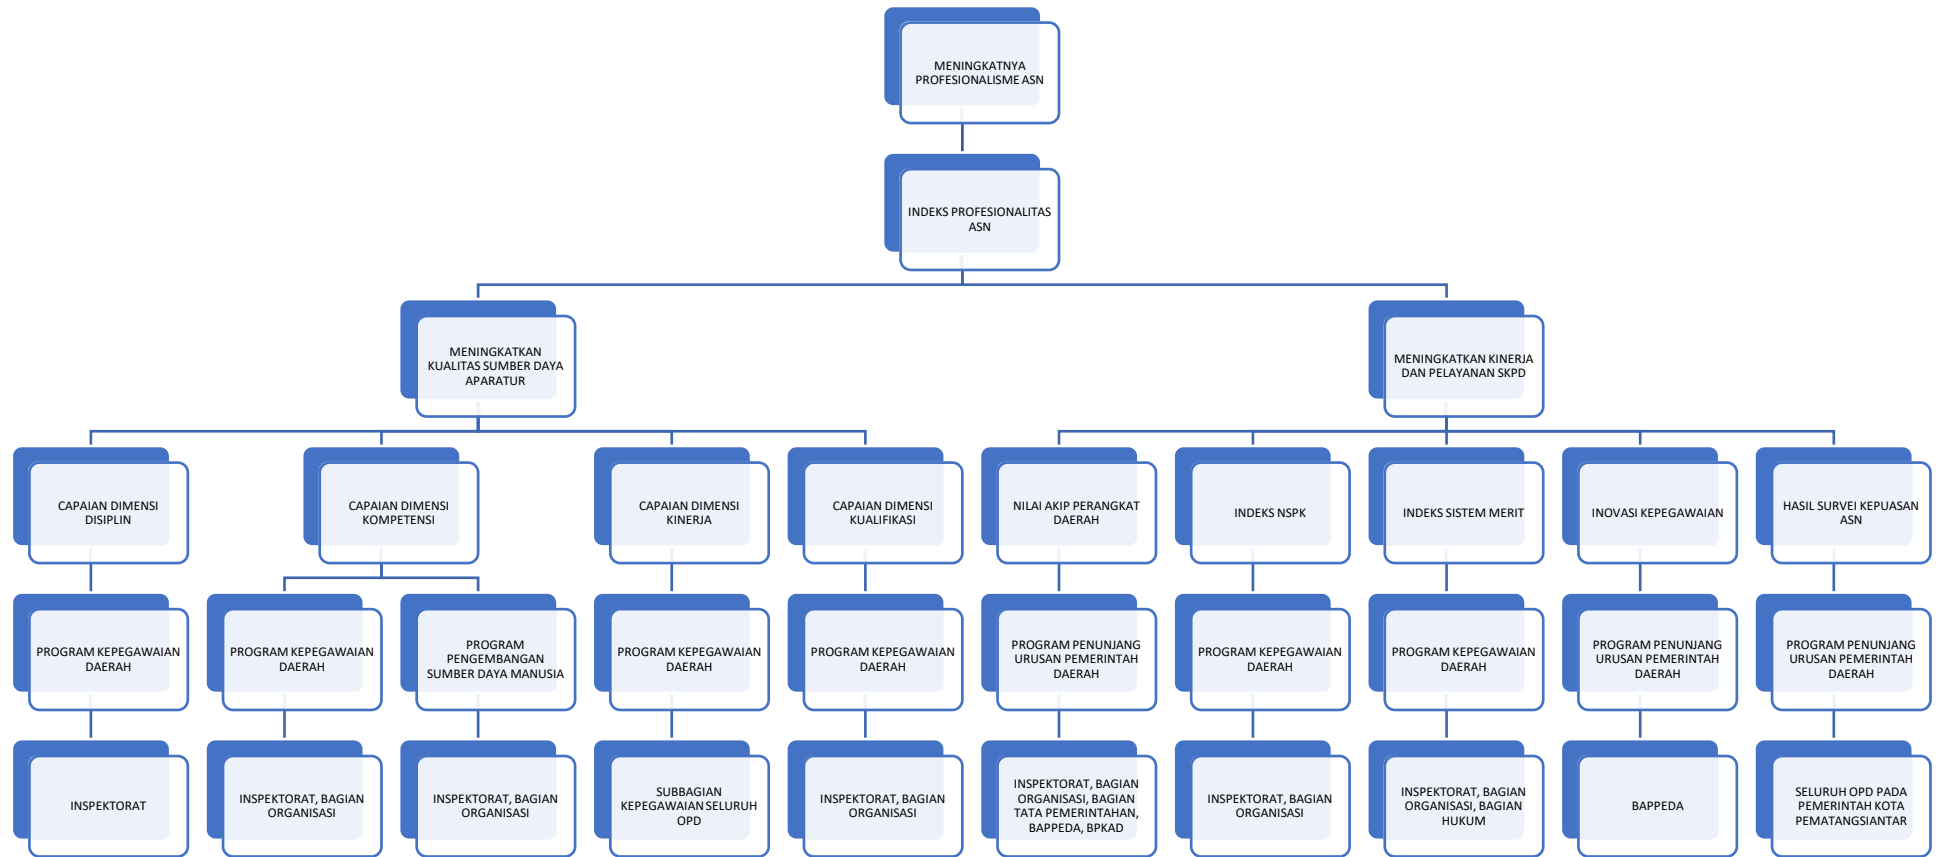 MENINGKATNYA
PROFESIONALISME ASN
INDEKS PROFESIONALITAS
ASN
MENINGKATKAN
KUALITAS SUMBER DAYA
APARATUR
MENINGKATKAN KINERJA
DAN PELAYANAN SKPD
CAPAIAN DIMENSI
DISIPLIN
CAPAIAN DIMENSI
KOMPETENSI
CAPAIAN DIMENSI
KINERJA
CAPAIAN DIMENSI
KUALIFIKASI
NILAI AKIP PERANGKAT
DAERAH
INDEKS NSPK
INDEKS SISTEM MERIT
INOVASI KEPEGAWAIAN
HASIL SURVEI KEPUASAN
ASN
PROGRAM KEPEGAWAIAN
DAERAH
PROGRAM KEPEGAWAIAN
DAERAH
PROGRAM
PENGEMBANGAN
SUMBER DAYA MANUSIA
PROGRAM KEPEGAWAIAN
DAERAH
PROGRAM KEPEGAWAIAN
DAERAH
PROGRAM PENUNJANG
URUSAN PEMERINTAH
DAERAH
PROGRAM KEPEGAWAIAN
DAERAH
PROGRAM KEPEGAWAIAN
DAERAH
PROGRAM PENUNJANG
URUSAN PEMERINTAH
DAERAH
PROGRAM PENUNJANG
URUSAN PEMERINTAH
DAERAH
INSPEKTORAT
INSPEKTORAT, BAGIAN
ORGANISASI
INSPEKTORAT, BAGIAN
ORGANISASI
SUBBAGIAN
KEPEGAWAIAN SELURUH
OPD
INSPEKTORAT, BAGIAN
ORGANISASI
INSPEKTORAT, BAGIAN
ORGANISASI, BAGIAN
TATA PEMERINTAHAN,
BAPPEDA, BPKAD
INSPEKTORAT, BAGIAN
ORGANISASI
INSPEKTORAT, BAGIAN
ORGANISASI, BAGIAN
HUKUM
BAPPEDA
SELURUH OPD PADA
PEMERINTAH KOTA
PEMATANGSIANTAR